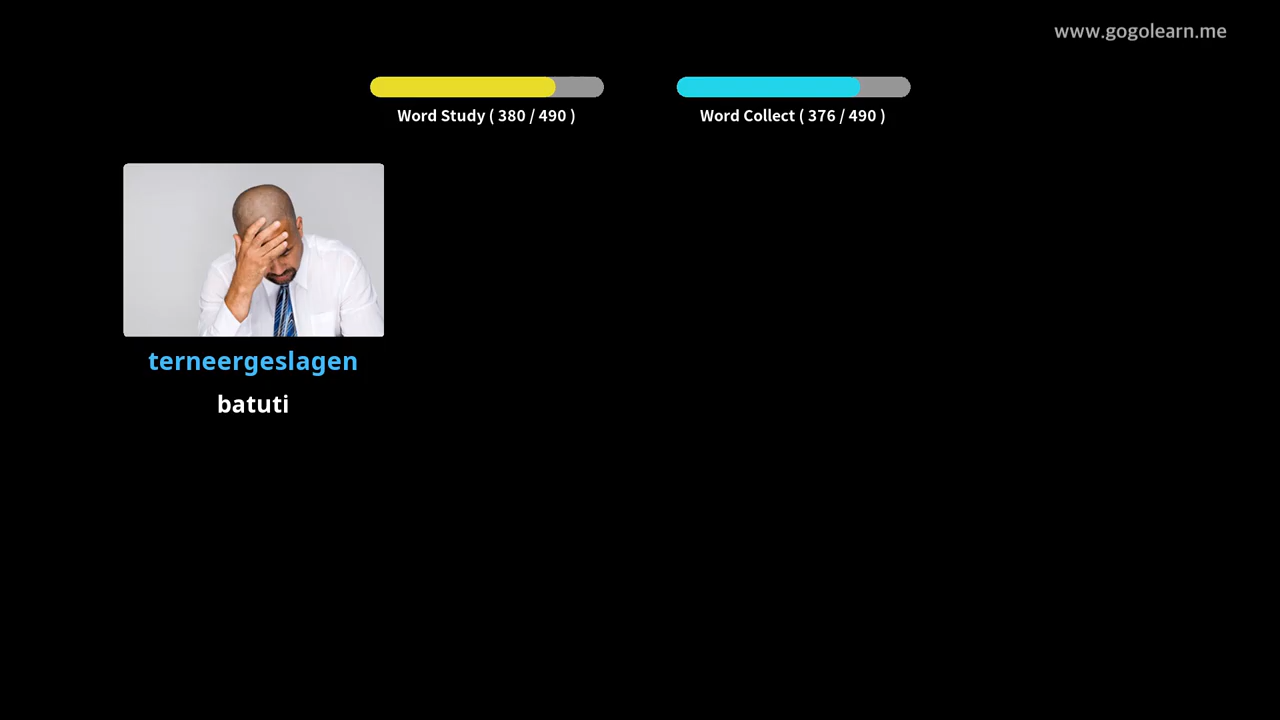 www.gogolearn.me
Word Study ( 380 / 490 )
Word Collect ( 376 / 490 )
terneergeslagen
batuti